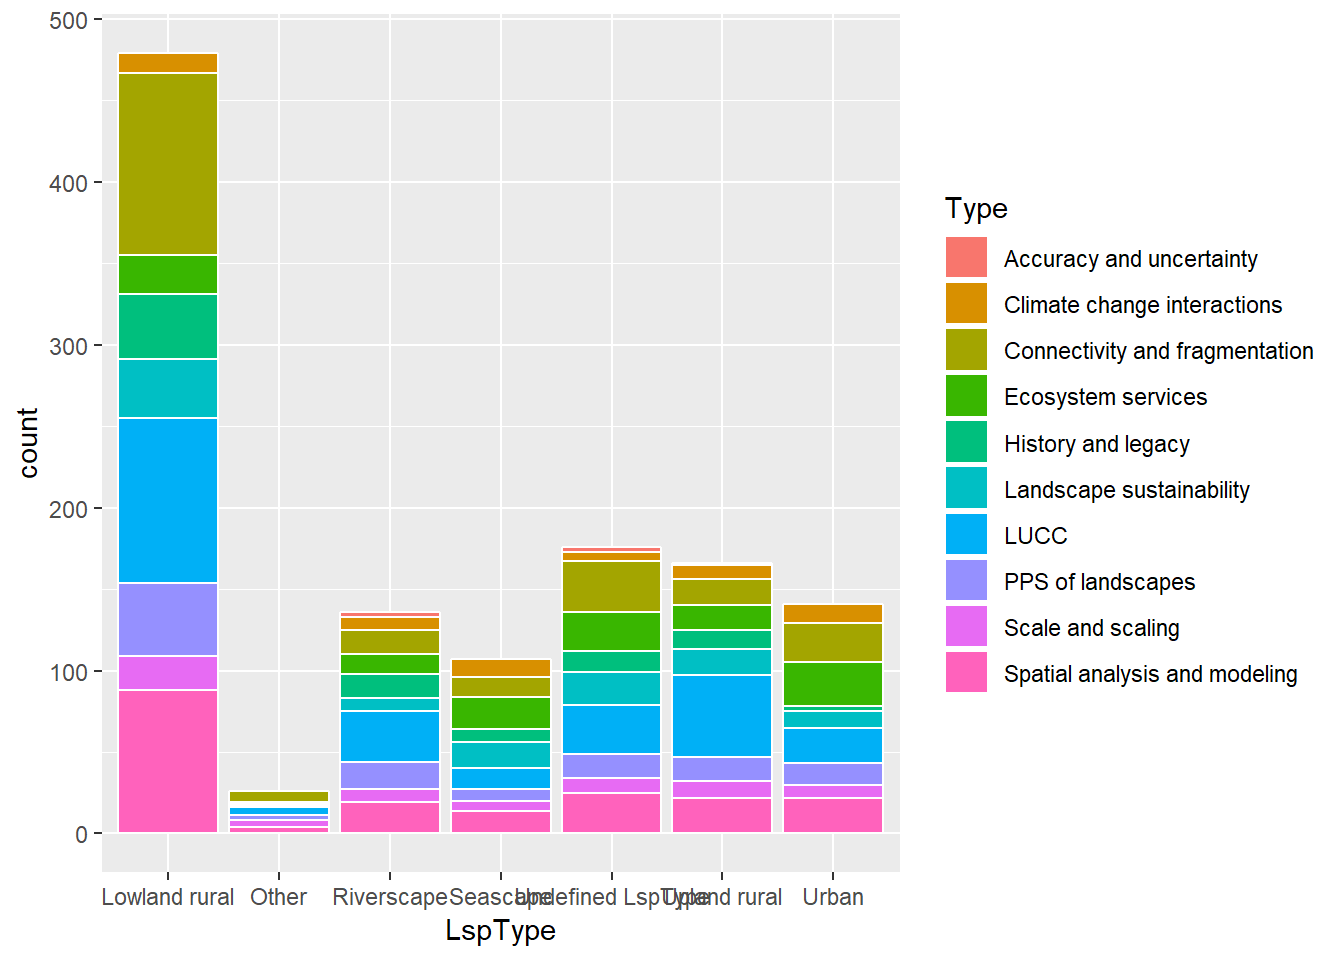 500
400
300
200
100
0
count
Lowland rural
Other
Riverscape
Seascape
Undefined LspType
Upland rural
Urban
LspType
Type
Accuracy and uncertainty
Climate change interactions
Connectivity and fragmentation
Ecosystem services
History and legacy
Landscape sustainability
LUCC
PPS of landscapes
Scale and scaling
Spatial analysis and modeling